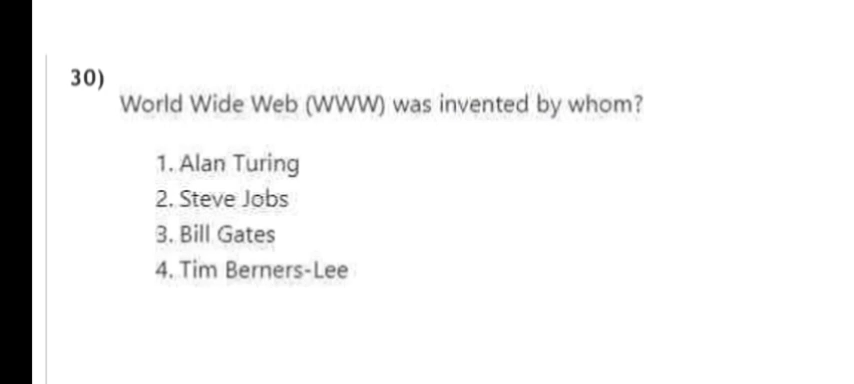 30)
World Wide Web (WWW) was invented by whom?
1. Alan Turing
2. Steve Jobs
3. Bill Gates
4. Tim Berners-Lee